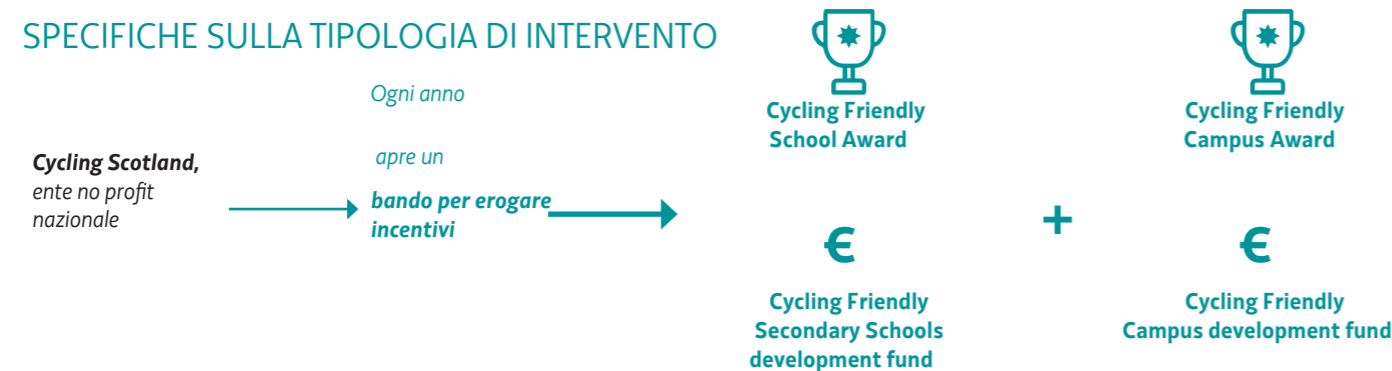 SPECIFICHE SULLA TIPOLOGIA DI INTERVENTO
Cycling Scotland,
ente no profit
nazionale
Ogni anno
apre un
bando per erogare
incentivi
Cycling Friendly
School Award
€
Cycling Friendly
Secondary Schools
development fund
+
Cycling Friendly
Campus Award
€
Cycling Friendly
Campus development fund